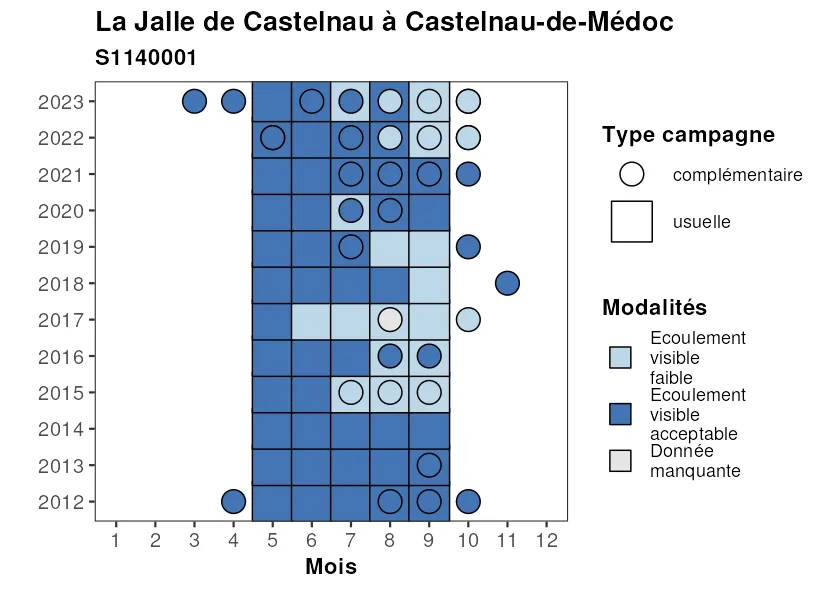 La Jalle de Castelnau à Castelnau-de-Médoc
S1140001
2023
2022
2021
2020
2019
2018
2017
2016
2015
2014
2013
2012
1 2 3 4 5 6 7 8 9 10 11 12
Mois
Type campagne
complémentaire
usuelle
Modalités
Ecoulement
visible
faible
Ecoulement
visible
acceptable
Donnée
manquante